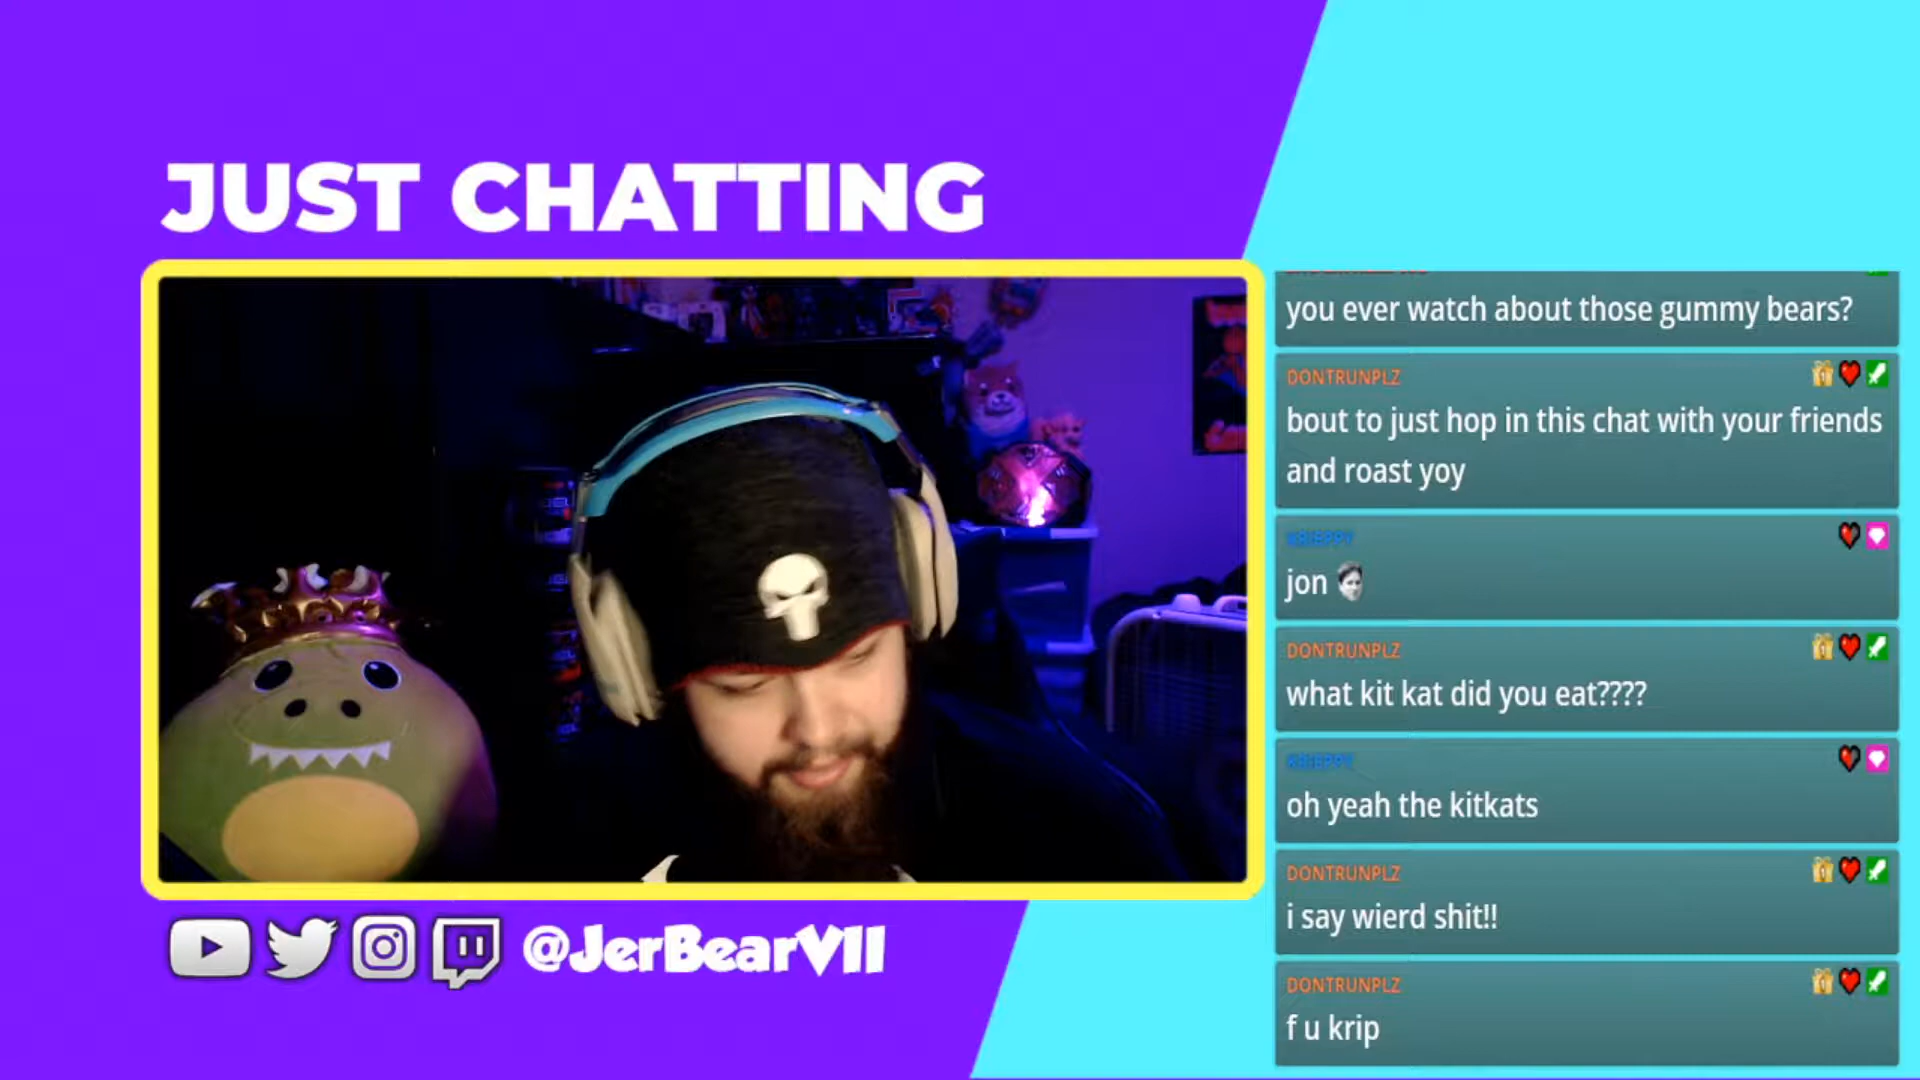 JUST CHATTING
@JerBearVII
you ever watch about those gummy bears?
DONTRUNPLZ
bout to just hop in this chat with your friends
and roast yoy
KRIEPPY
jon
DONTRUNPLZ
what kit kat did you eat????
KRIEPPY
oh yeah the kitkats
DONTRUNPLZ
i say wierd shit!!
DONTRUNPLZ
f u krip